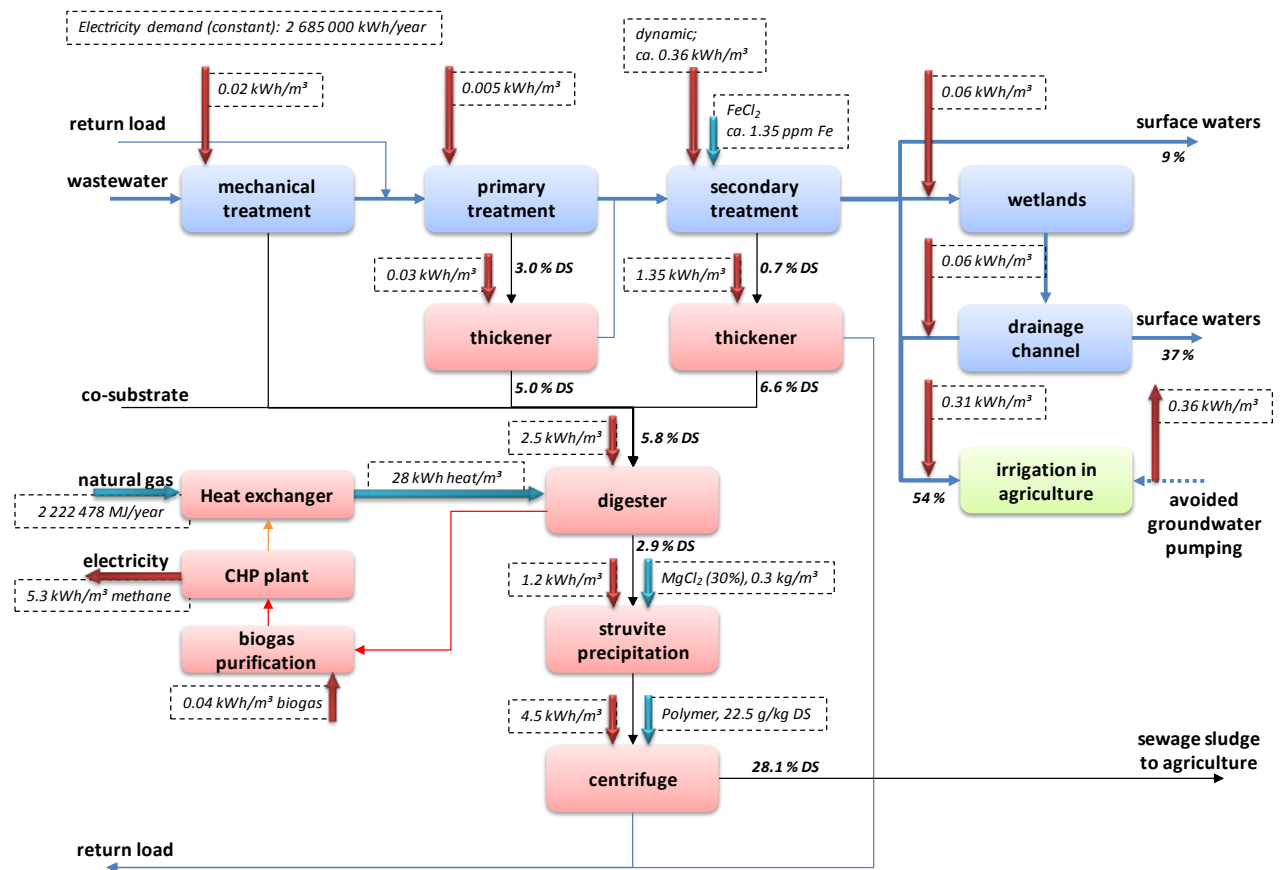 Electricity demand (constant): 2 685 000 kWh/year
dynamic;
ca. 0.36 kWh/m³
0.02 kWh/m³
0.005 kWh/m³
0.06 kWh/m³
FeCl₂
ca. 1.35 ppm Fe
return load
surface waters
9 %
wastewater
mechanical
treatment
primary
treatment
secondary
treatment
wetlands
0.03 kWh/m³
3.0 % DS
1.35 kWh/m³
0.7 % DS
0.06 kWh/m³
thickener
thickener
drainage
channel
surface waters
37 %
5.0 % DS
6.6 % DS
co-substrate
0.31 kWh/m³
0.36 kWh/m³
2.5 kWh/m³
5.8 % DS
natural gas
2 222 478 MJ/year
Heat exchanger
28 kWh heat/m³
digester
54 %
irrigation in
agriculture
avoided
groundwater
pumping
2.9 % DS
electricity
5.3 kWh/m³ methane
CHP plant
1.2 kWh/m³
MgCl₂ (30%), 0.3 kg/m³
biogas
purification
struvite
precipitation
0.04 kWh/m³ biogas
4.5 kWh/m³
Polymer, 22.5 g/kg DS
centrifuge
28.1 % DS
sewage sludge
to agriculture
return load